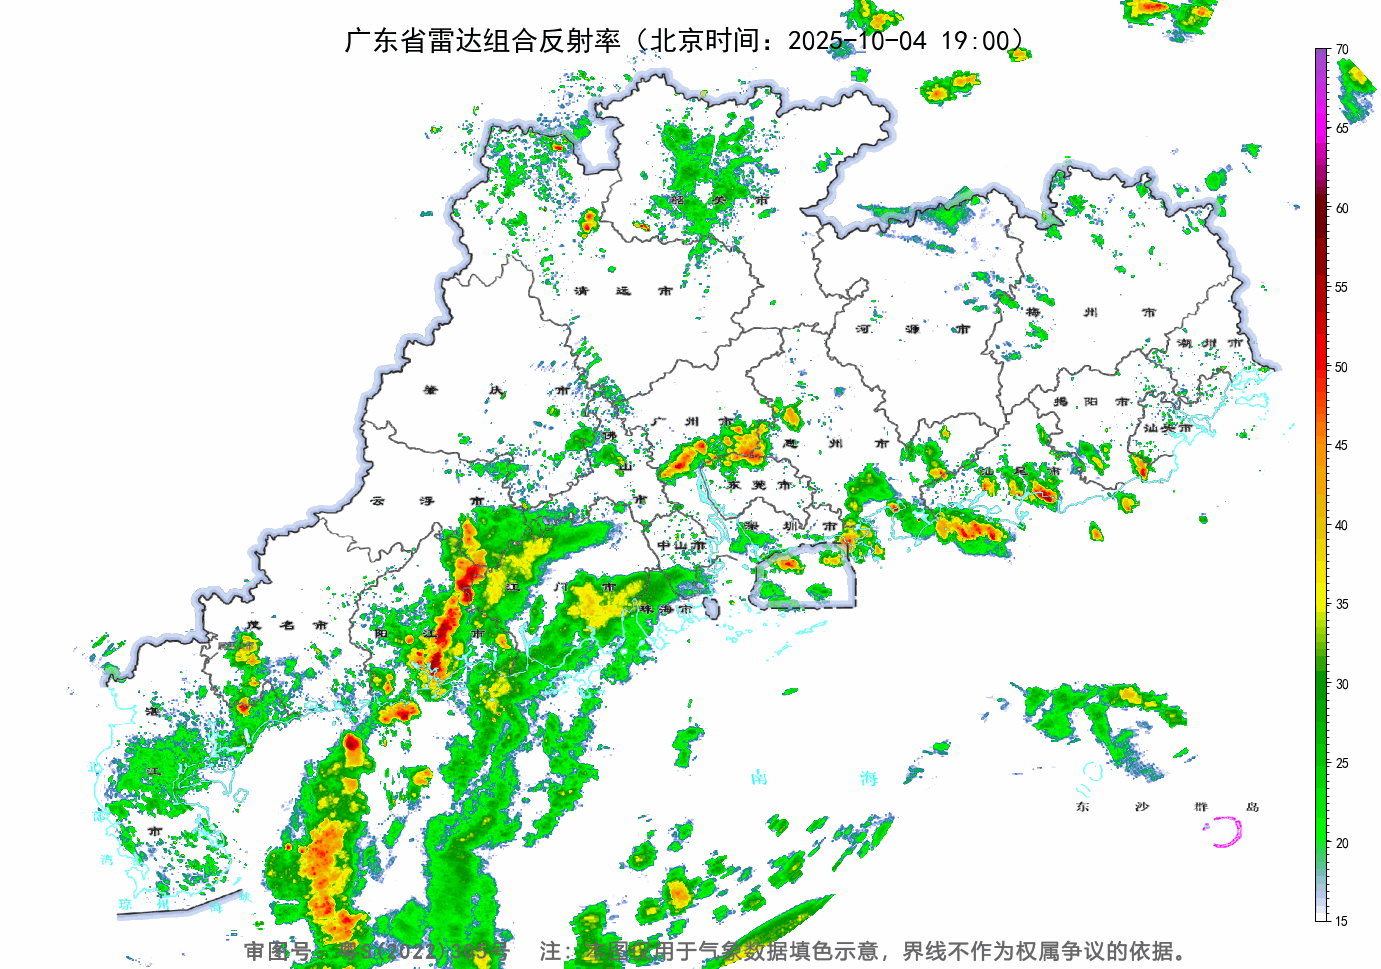 广东省雷达组合反射率（北京时间：2025-10-04 19:00）
70
65
60
55
50
45
40
35
30
25
20
15
韶关市
清远市
河源市
梅州市
潮州市
肇庆市
揭阳市
广州市
惠州市
汕头市
佛山市
云浮市
东莞市
汕尾市
深圳市
中山市
江门市
珠海市
茂名市
阳江市
湛江市
南海
东沙群岛
琼州海峡
审图号：粤S(2022)305号 注：本图仅用于气象数据填色示意，界线不作为权属争议的依据。